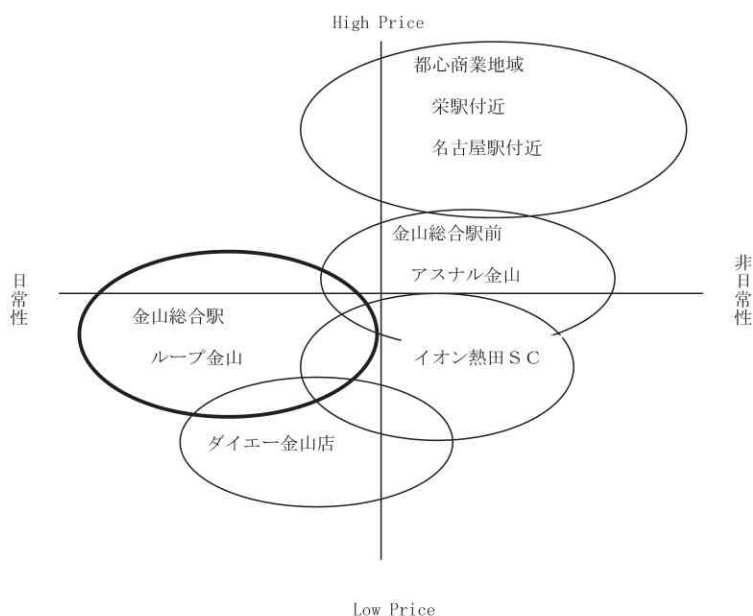 High Price
都心商業地域
栄駅付近
名古屋駅付近
金山総合駅前
アスナル金山
日常性
非日常性
金山総合駅
ループ金山
イオン熱田ＳＣ
ダイエー金山店
Low Price